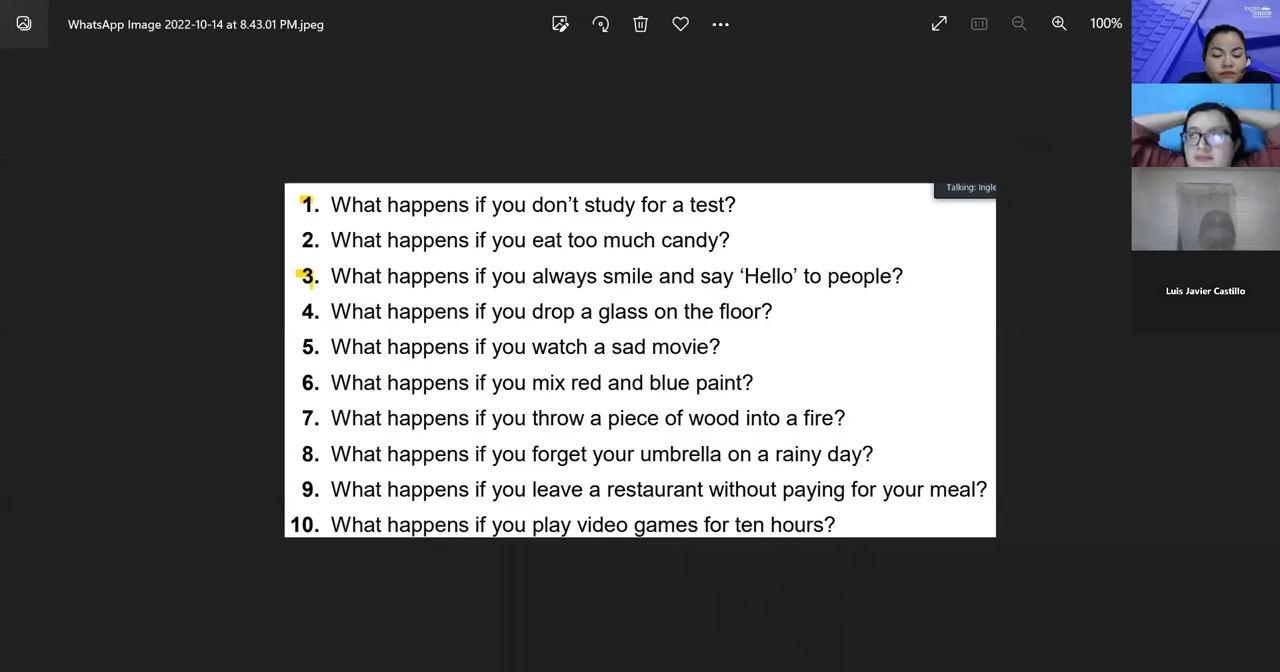 WhatsApp Image 2022-10-14 at 8.43.01 PM.jpeg
100%
Talking: Ingle
1. What happens if you don't study for a test?
2. What happens if you eat too much candy?
3. What happens if you always smile and say ‘Hello’ to people?
4. What happens if you drop a glass on the floor?
5. What happens if you watch a sad movie?
6. What happens if you mix red and blue paint?
7. What happens if you throw a piece of wood into a fire?
8. What happens if you forget your umbrella on a rainy day?
9. What happens if you leave a restaurant without paying for your meal?
10. What happens if you play video games for ten hours?
Luis Javier Castillo